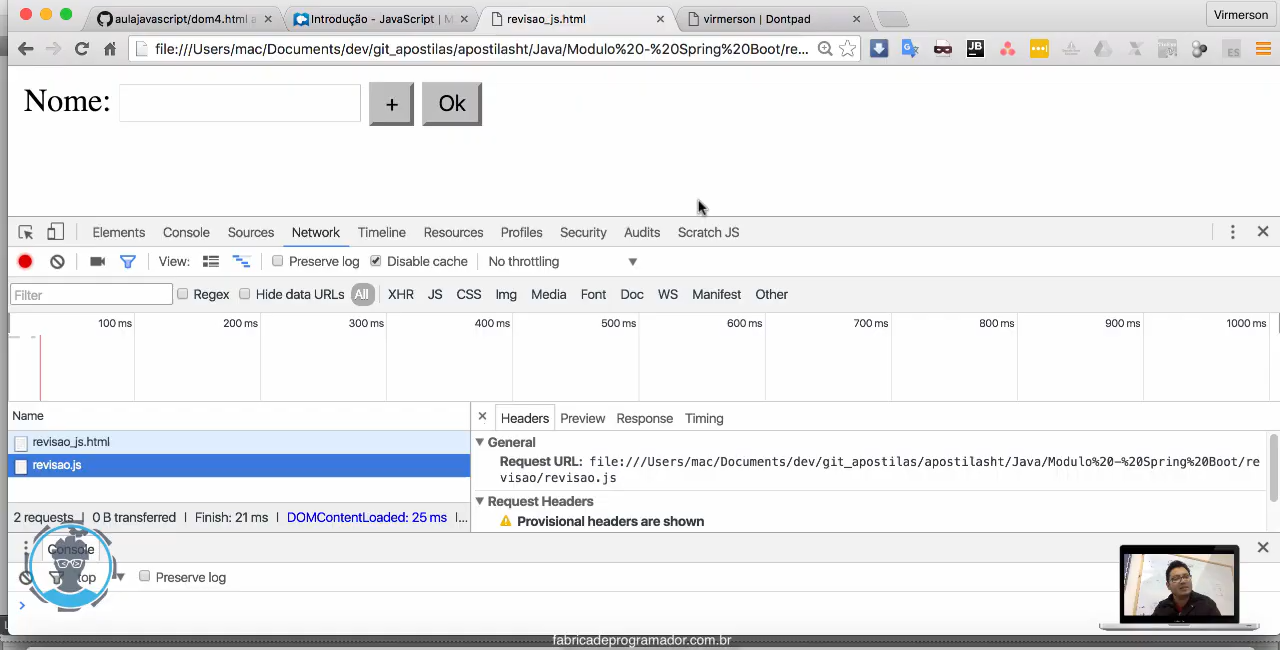 aulajavascript/dom4.html a
Introdução - JavaScript | M
revisao_js.html
virmerson | Dontpad
Virmerson
file:///Users/mac/Documents/dev/git_apostilas/apostilasht/Java/Modulo%20-%20Spring%20Boot/re...
JB
ES
Nome:
+
Ok
Elements Console Sources Network Timeline Resources Profiles Security Audits Scratch JS
View: Preserve log Disable cache No throttling
Filter Regex Hide data URLs All XHR JS CSS Img Media Font Doc WS Manifest Other
100 ms 200 ms 300 ms 400 ms 500 ms 600 ms 700 ms 800 ms 900 ms 1000 ms
Name
revisao_js.html
revisao.js
2 requests | 0 B transferred | Finish: 21 ms | DOMContentLoaded: 25 ms |...
Headers Preview Response Timing
General
Request URL: file:///Users/mac/Documents/dev/git_apostilas/apostilasht/Java/Modulo%20-%20Spring%20Boot/re
visao/revisao.js
Request Headers
Provisional headers are shown
Console
top Preserve log
fabricadeprogramador.com.br